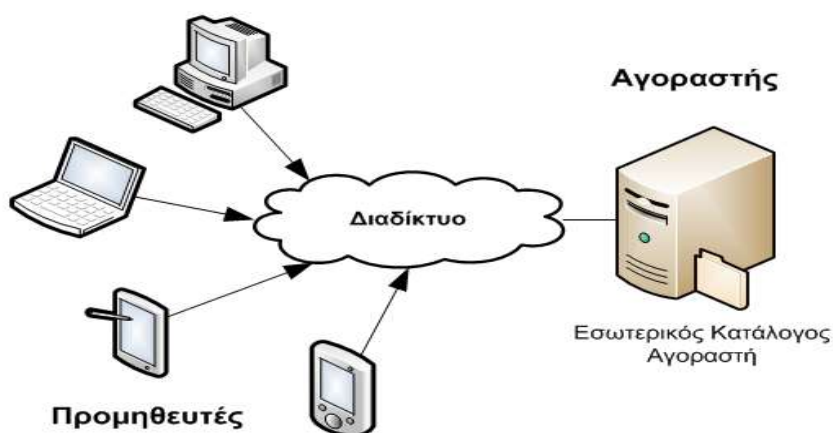 Αγοραστής
Διαδίκτυο
Εσωτερικός Κατάλογος
Αγοραστή
Προμηθευτές